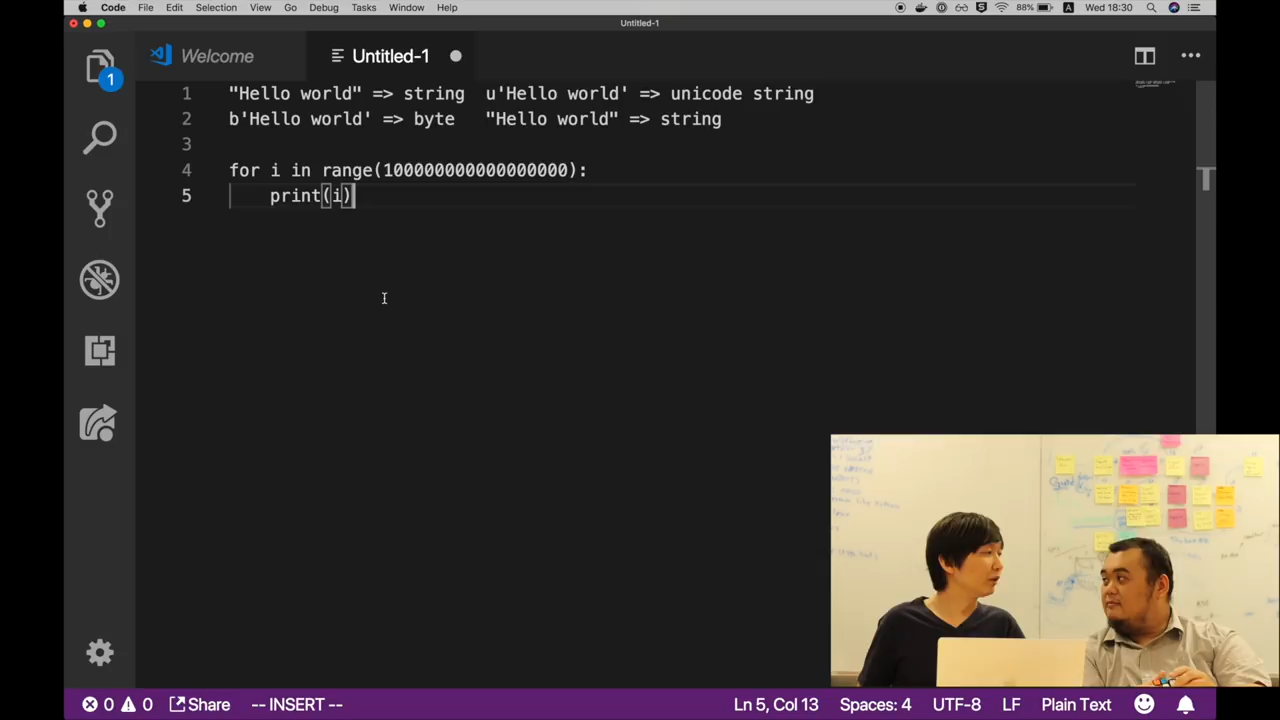 Code File Edit Selection View Go Debug Tasks Window Help 88% A Wed 18:30
Untitled-1
1
Welcome
Untitled-1
1 "Hello world" => string u'Hello world' => unicode string
2 b'Hello world' => byte "Hello world" => string
3
4 for i in range(100000000000000000):
5 print(i)
0 0 Share -- INSERT -- Ln 5, Col 13 Spaces: 4 UTF-8 LF Plain Text